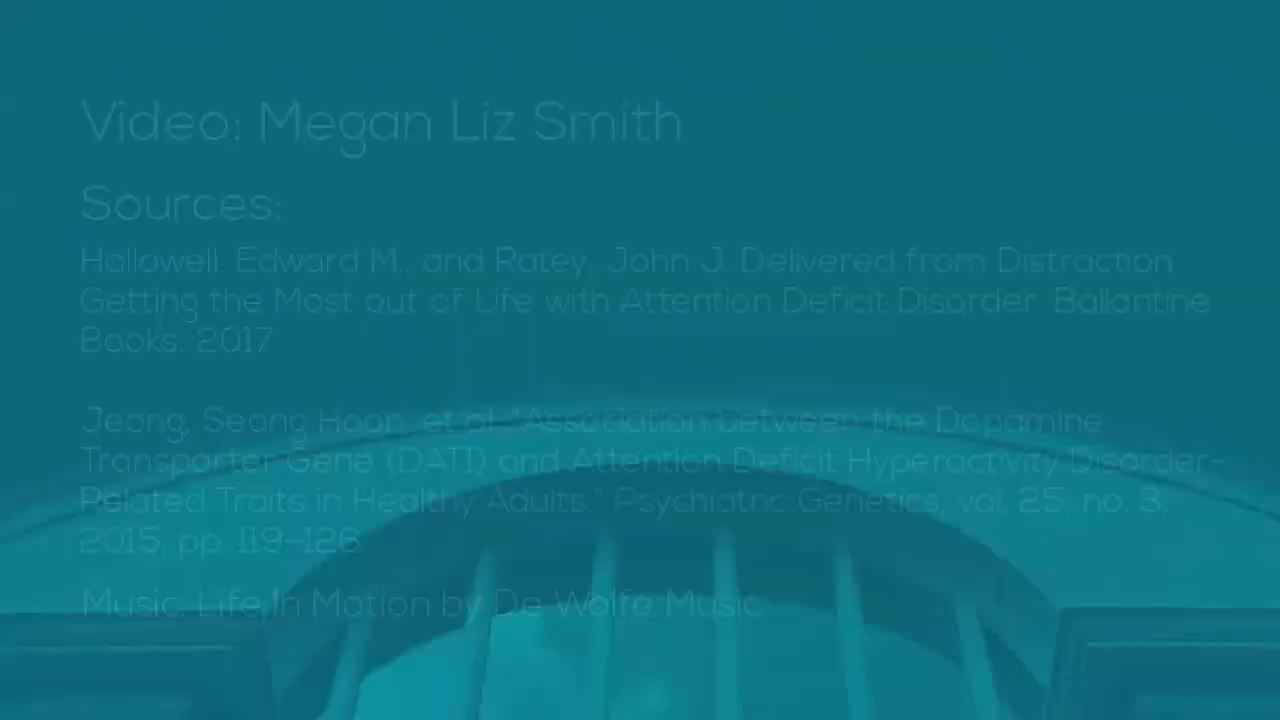 Video: Megan Liz Smith
Sources:
Hallowell, Edward M., and Ratey, John J. Delivered from Distraction
Getting the Most out of Life with Attention Deficit Disorder. Ballantine
Books, 2017.
Jeong, Seong Hoon, et al. "Association between the Dopamine
Transporter Gene (DAT1) and Attention Deficit Hyperactivity Disorder-
Related Traits in Healthy Adults." Psychiatric Genetics, vol. 25, no. 3,
2015, pp. 119–126.
Music: Life In Motion by De Wolfe Music